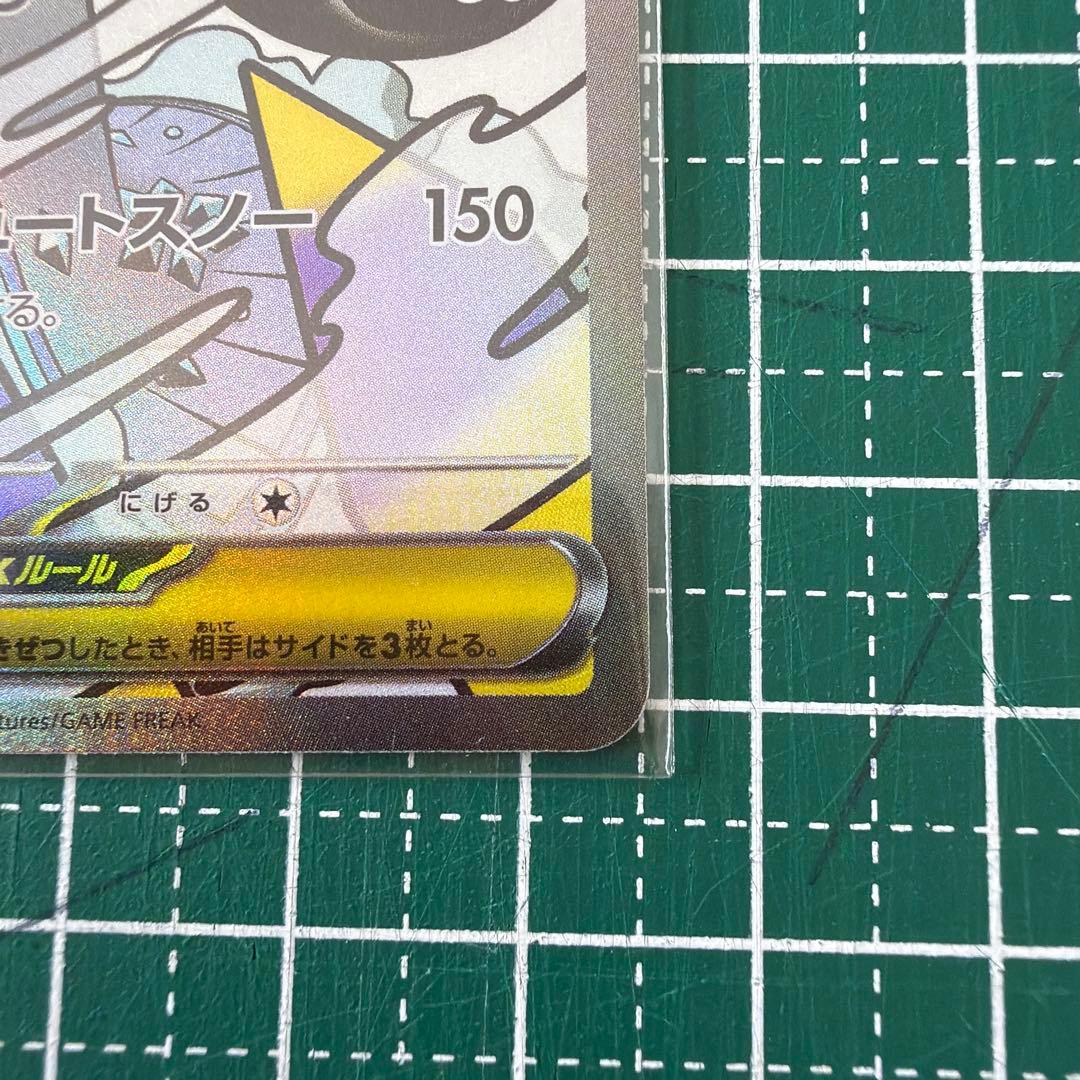 ュートスノー 150
する。
にげる
ルール
きぜつしたとき、相手はサイドを3枚とる。
あいて まい
tures/GAME FREAK